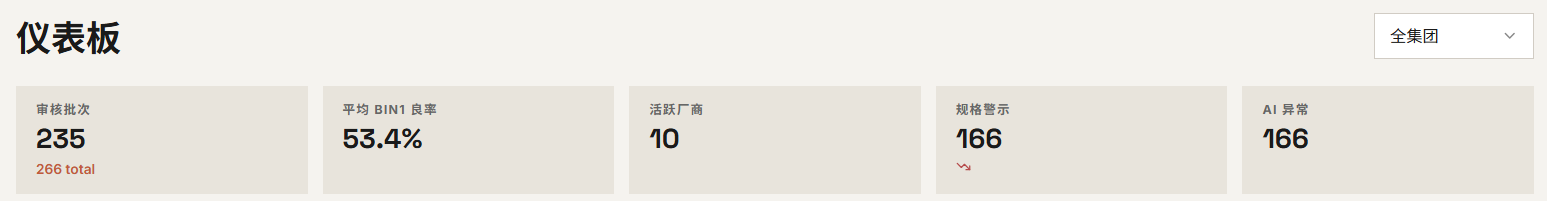 仪表板
全集团
审核批次
235
266 total
平均 BIN1 良率
53.4%
活跃厂商
10
规格警示
166
AI 异常
166